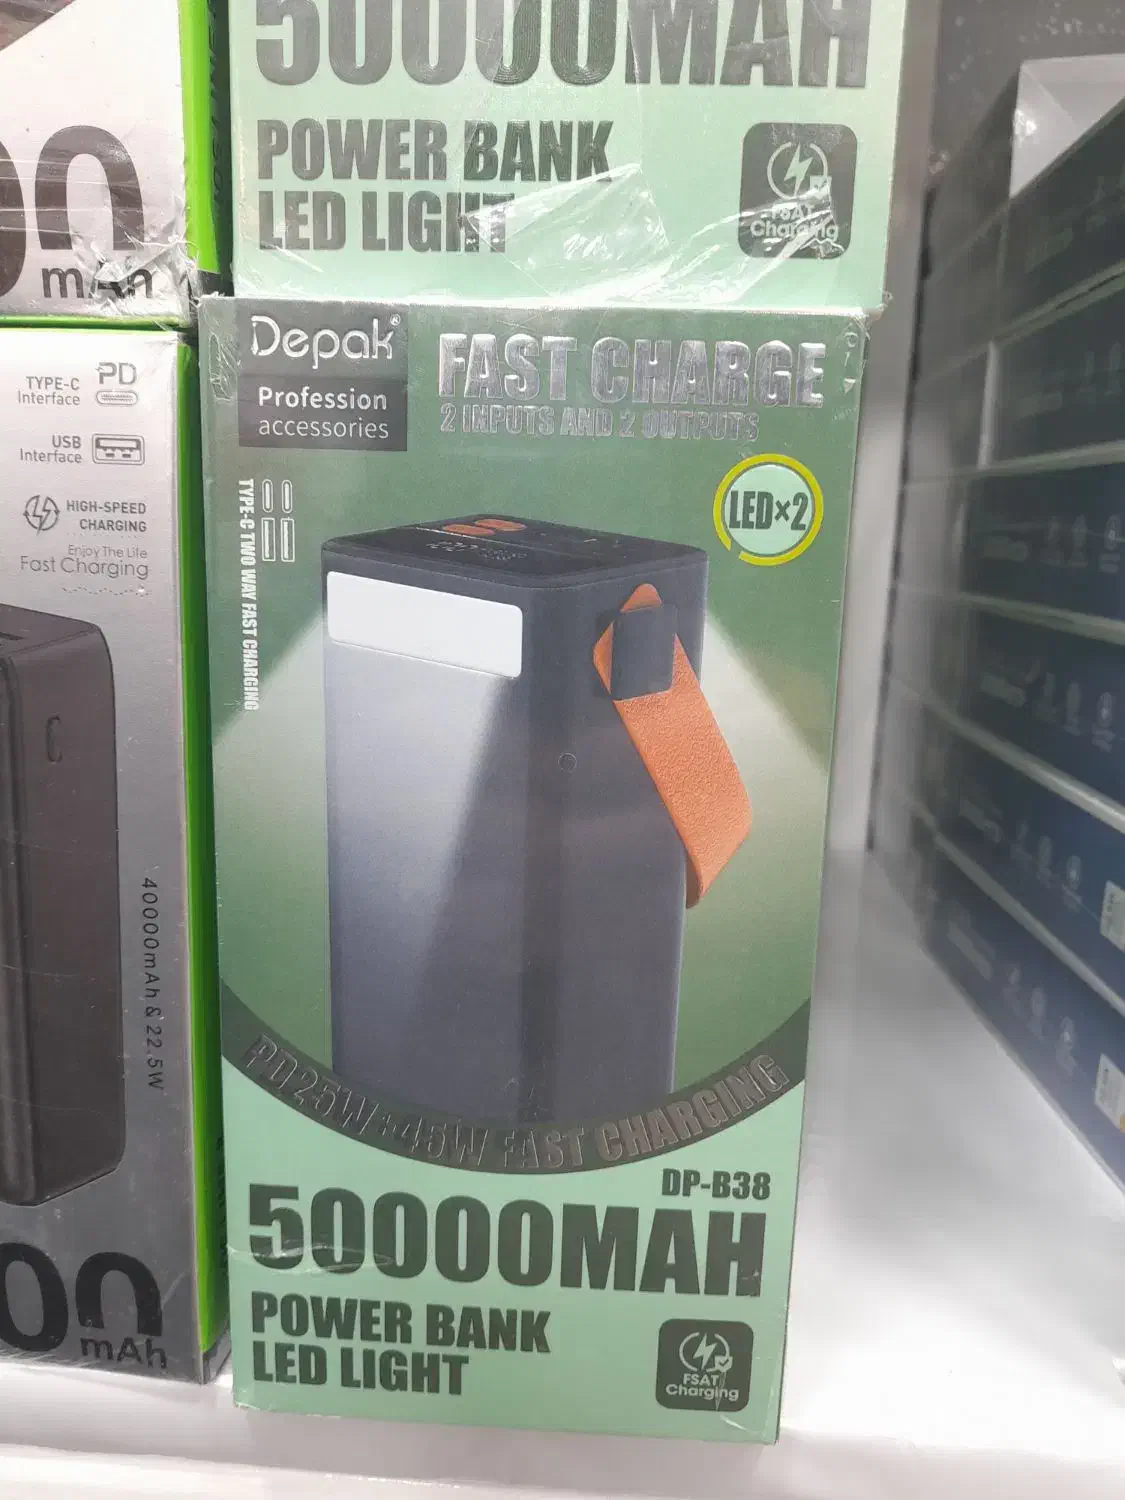 50000MAH
POWER BANK
LED LIGHT
FSAT
Charging
mAh
TYPE-C
Interface
PD
USB
Interface
HIGH-SPEED
CHARGING
Enjoy The Life
Fast Charging
40000mAh & 22.5W
mAh
Depak®
Profession
accessories
FAST CHARGE
2 INPUTS AND 2 OUTPUTS
LED×2
TYPE-C TWO WAY FAST CHARGING
PD25W+45W FAST CHARGING
DP-B38
50000MAH
POWER BANK
LED LIGHT
FSAT
Charging